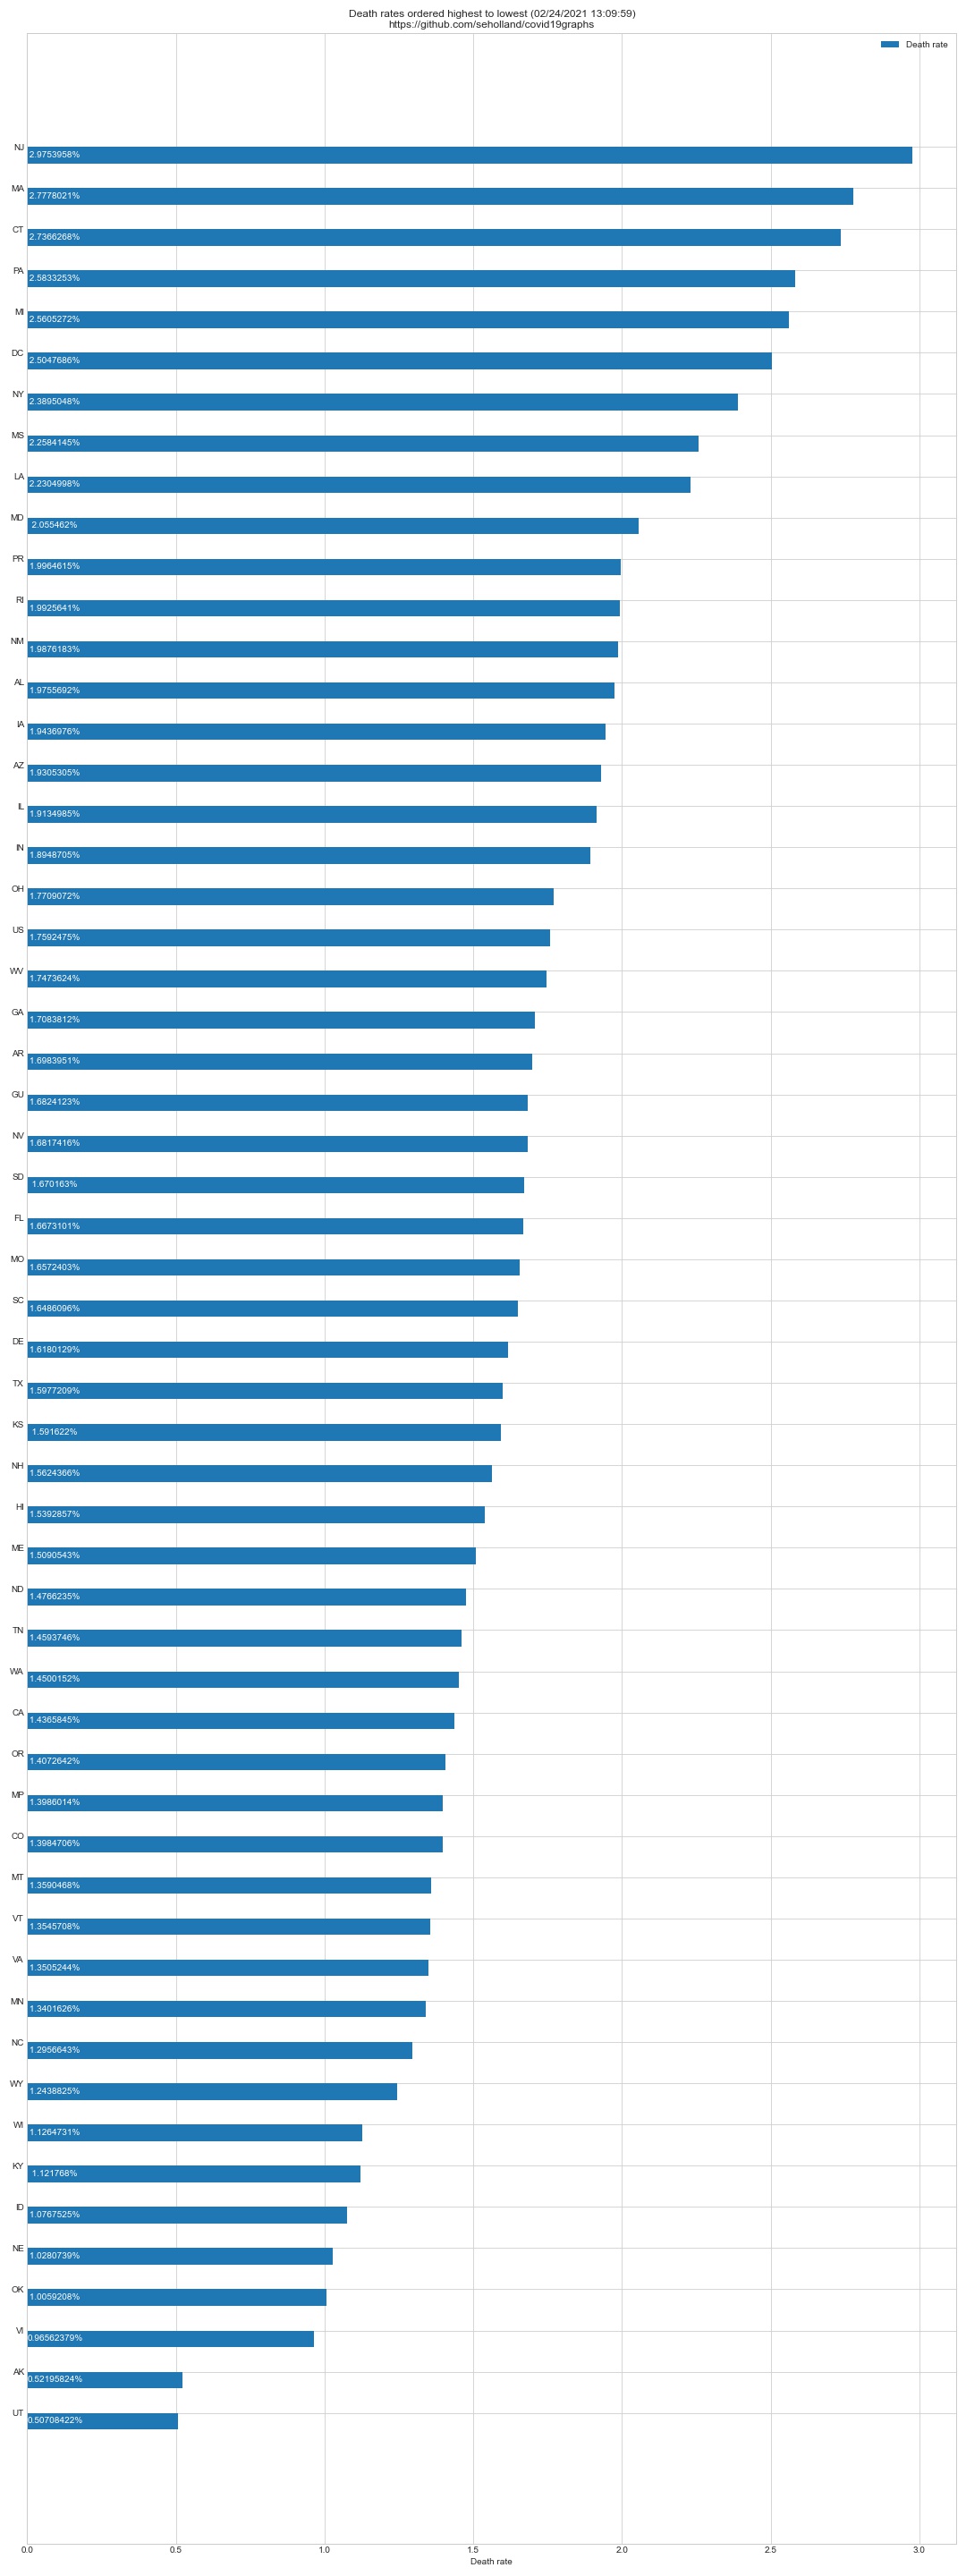 Death rates ordered highest to lowest (02/24/2021 13:09:59)
https://github.com/seholland/covid19graphs
Death rate
NJ 2.9753958%
MA 2.7778021%
CT 2.7366268%
PA 2.5833253%
MI 2.5605272%
DC 2.5047686%
NY 2.3895048%
MS 2.2584145%
LA 2.2304998%
MD 2.055462%
PR 1.9964615%
RI 1.9925641%
NM 1.9876183%
AL 1.9755692%
IA 1.9436976%
AZ 1.9305305%
IL 1.9134985%
IN 1.8948705%
OH 1.7709072%
US 1.7592475%
WV 1.7473624%
GA 1.7083812%
AR 1.6983951%
GU 1.6824123%
NV 1.6817416%
SD 1.670163%
FL 1.6673101%
MO 1.6572403%
SC 1.6486096%
DE 1.6180129%
TX 1.5977209%
KS 1.591622%
NH 1.5624366%
HI 1.5392857%
ME 1.5090543%
ND 1.4766235%
TN 1.4593746%
WA 1.4500152%
CA 1.4365845%
OR 1.4072642%
MP 1.3986014%
CO 1.3984706%
MT 1.3590468%
VT 1.3545708%
VA 1.3505244%
MN 1.3401626%
NC 1.2956643%
WY 1.2438825%
WI 1.1264731%
KY 1.121768%
ID 1.0767525%
NE 1.0280739%
OK 1.0059208%
VI 0.96562379%
AK 0.52195824%
UT 0.50708422%
0.0 0.5 1.0 1.5 2.0 2.5 3.0
Death rate